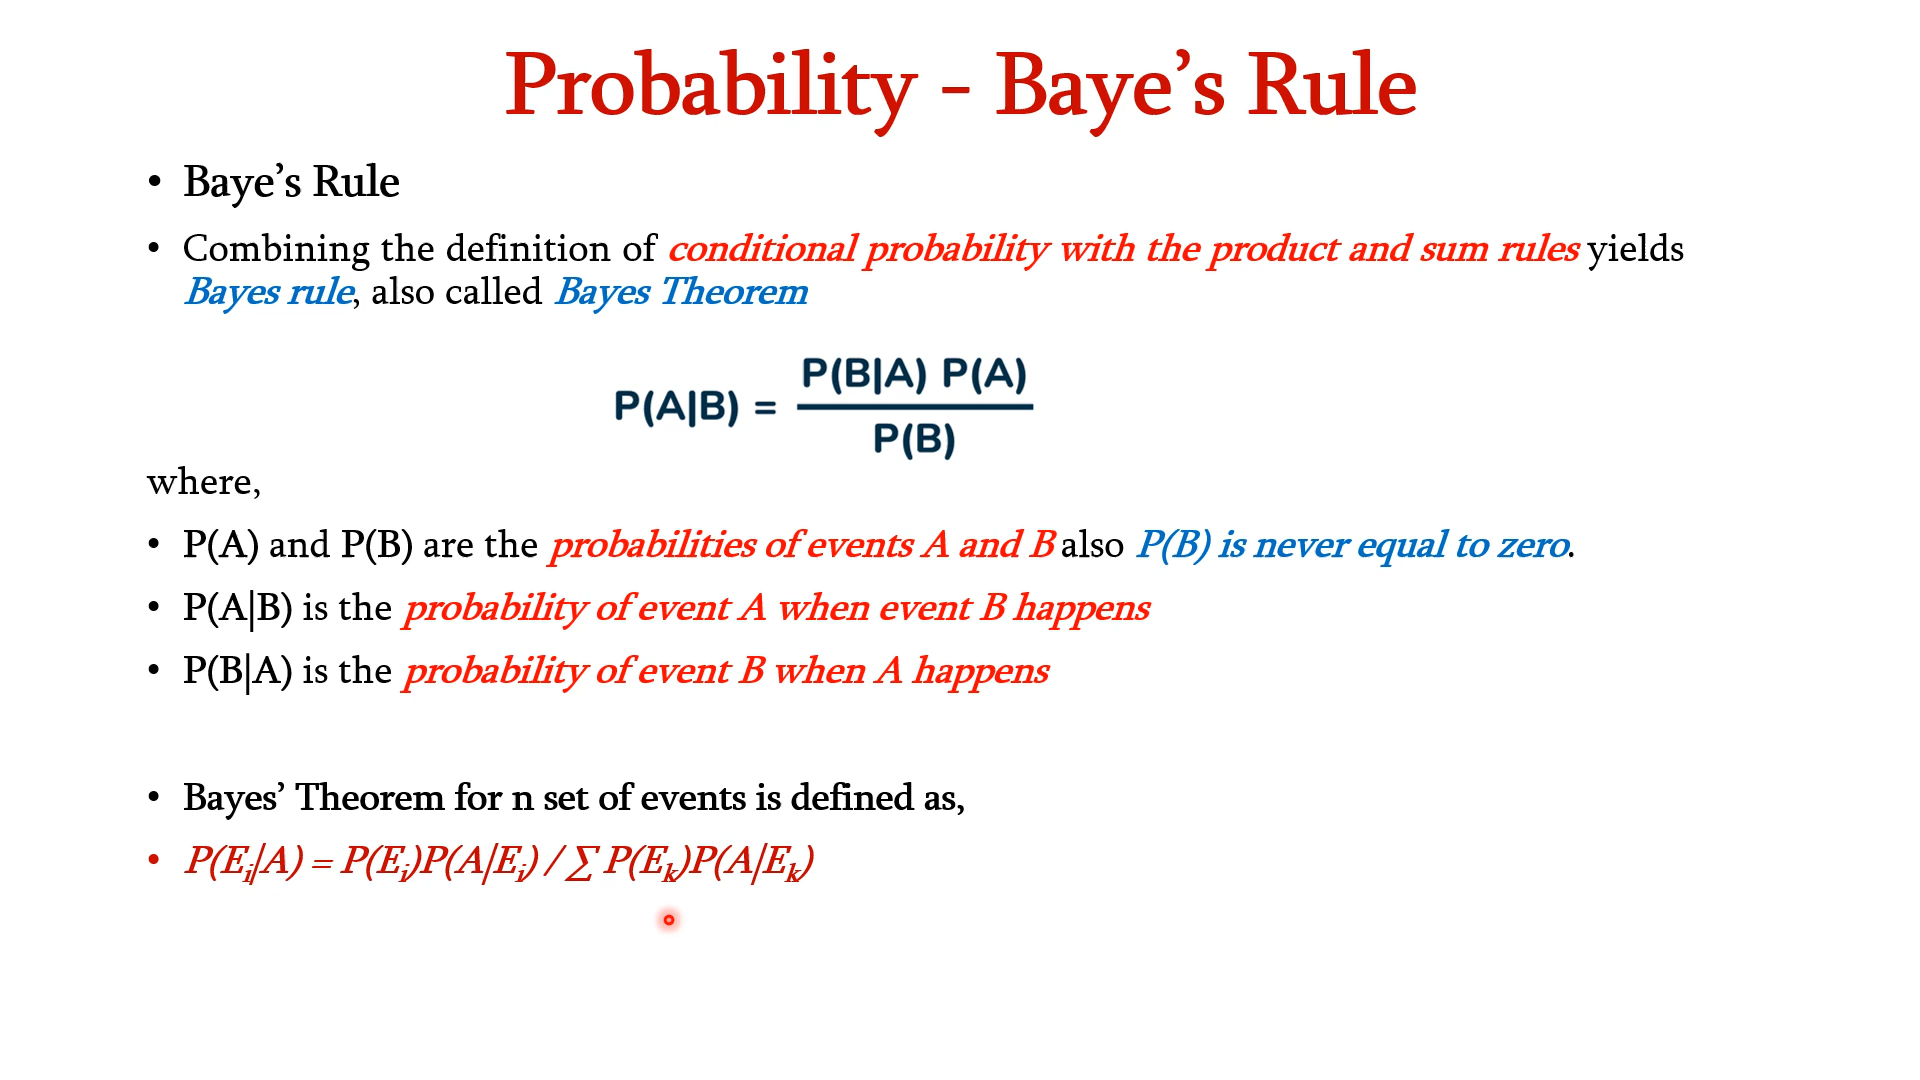 Probability - Baye’s Rule
• Baye’s Rule
• Combining the definition of conditional probability with the product and sum rules yields
Bayes rule, also called Bayes Theorem
P(A|B) = P(B|A) P(A) / P(B)
where,
• P(A) and P(B) are the probabilities of events A and B also P(B) is never equal to zero.
• P(A|B) is the probability of event A when event B happens
• P(B|A) is the probability of event B when A happens
• Bayes’ Theorem for n set of events is defined as,
• P(Eᵢ|A) = P(Eᵢ)P(A|Eᵢ) / ∑ P(Eₖ)P(A|Eₖ)